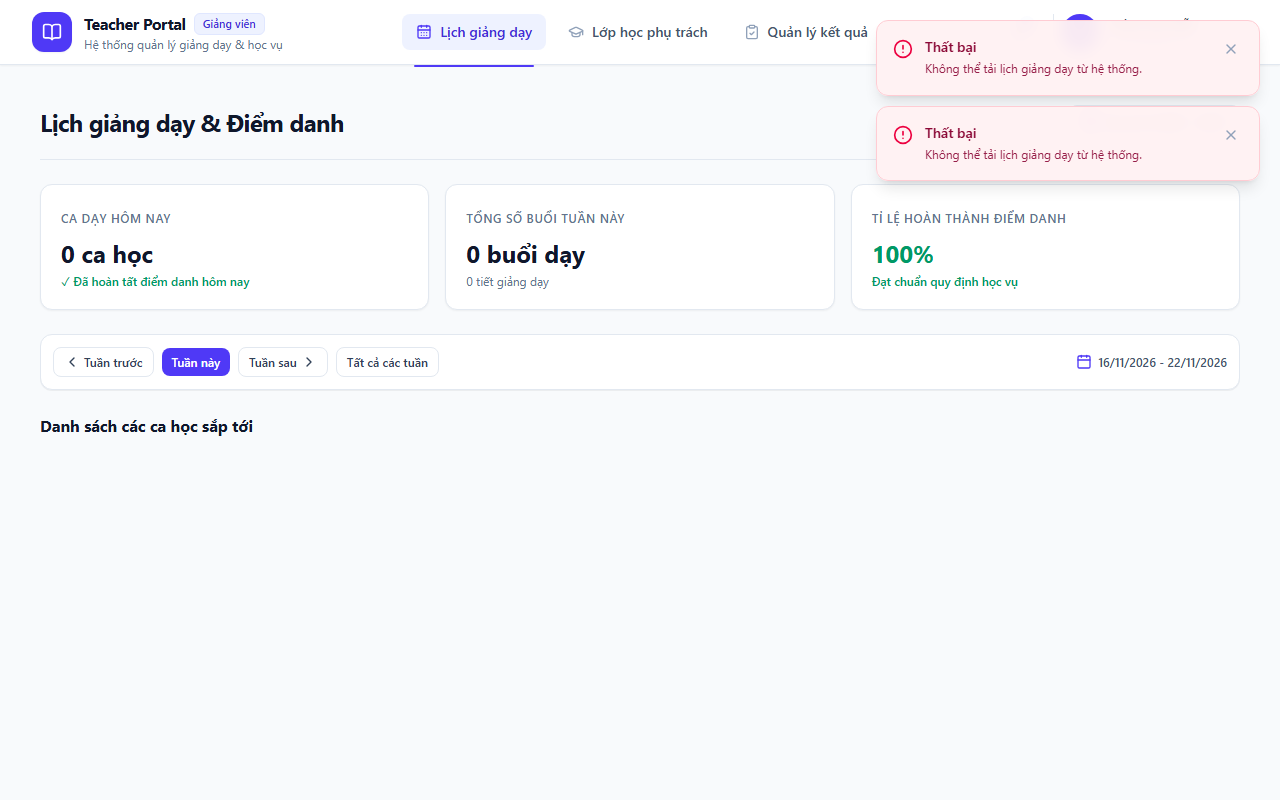 Teacher Portal
Giảng viên
Hệ thống quản lý giảng dạy & học vụ
Lịch giảng dạy
Lớp học phụ trách
Quản lý kết quả
Thất bại
Không thể tải lịch giảng dạy từ hệ thống.
Thất bại
Không thể tải lịch giảng dạy từ hệ thống.
Lịch giảng dạy & Điểm danh
CA DẠY HÔM NAY
0 ca học
✓ Đã hoàn tất điểm danh hôm nay
TỔNG SỐ BUỔI TUẦN NÀY
0 buổi dạy
0 tiết giảng dạy
TỈ LỆ HOÀN THÀNH ĐIỂM DANH
100%
Đạt chuẩn quy định học vụ
Tuần trước
Tuần này
Tuần sau
Tất cả các tuần
16/11/2026 - 22/11/2026
Danh sách các ca học sắp tới